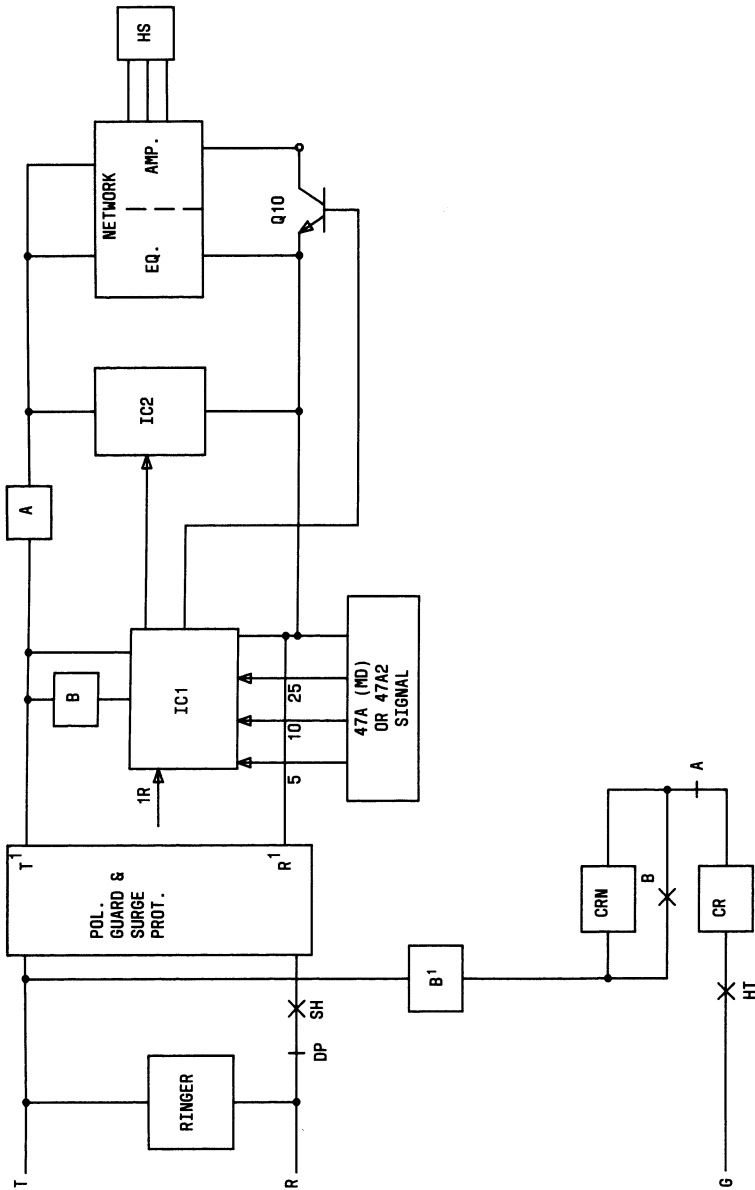 T
R
RINGER
DP
SH
POL.
GUARD &
SURGE
PROT.
T1
R1
1R
B
IC1
5
10
25
47A (MD)
OR 47A2
SIGNAL
A
IC2
NETWORK
EQ.
AMP.
HS
Q10
B1
CRN
B
A
CR
HT
G